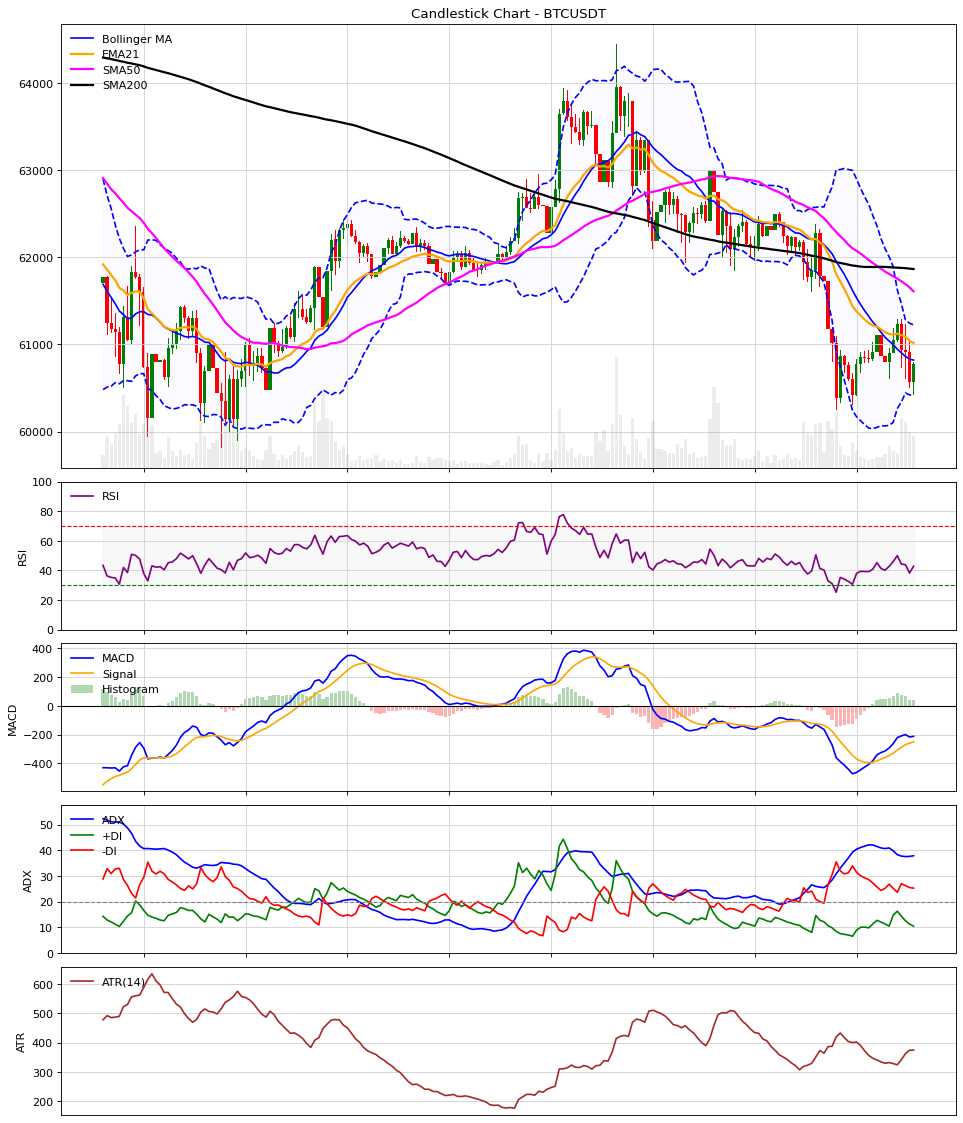 Candlestick Chart - BTCUSDT
Bollinger MA
EMA21
SMA50
SMA200
64000
63000
62000
61000
60000
RSI
100
80
60
40
20
0
RSI
MACD
Signal
Histogram
400
200
0
−200
−400
MACD
ADX
+DI
-DI
50
40
30
20
10
0
ADX
ATR(14)
600
500
400
300
200
ATR